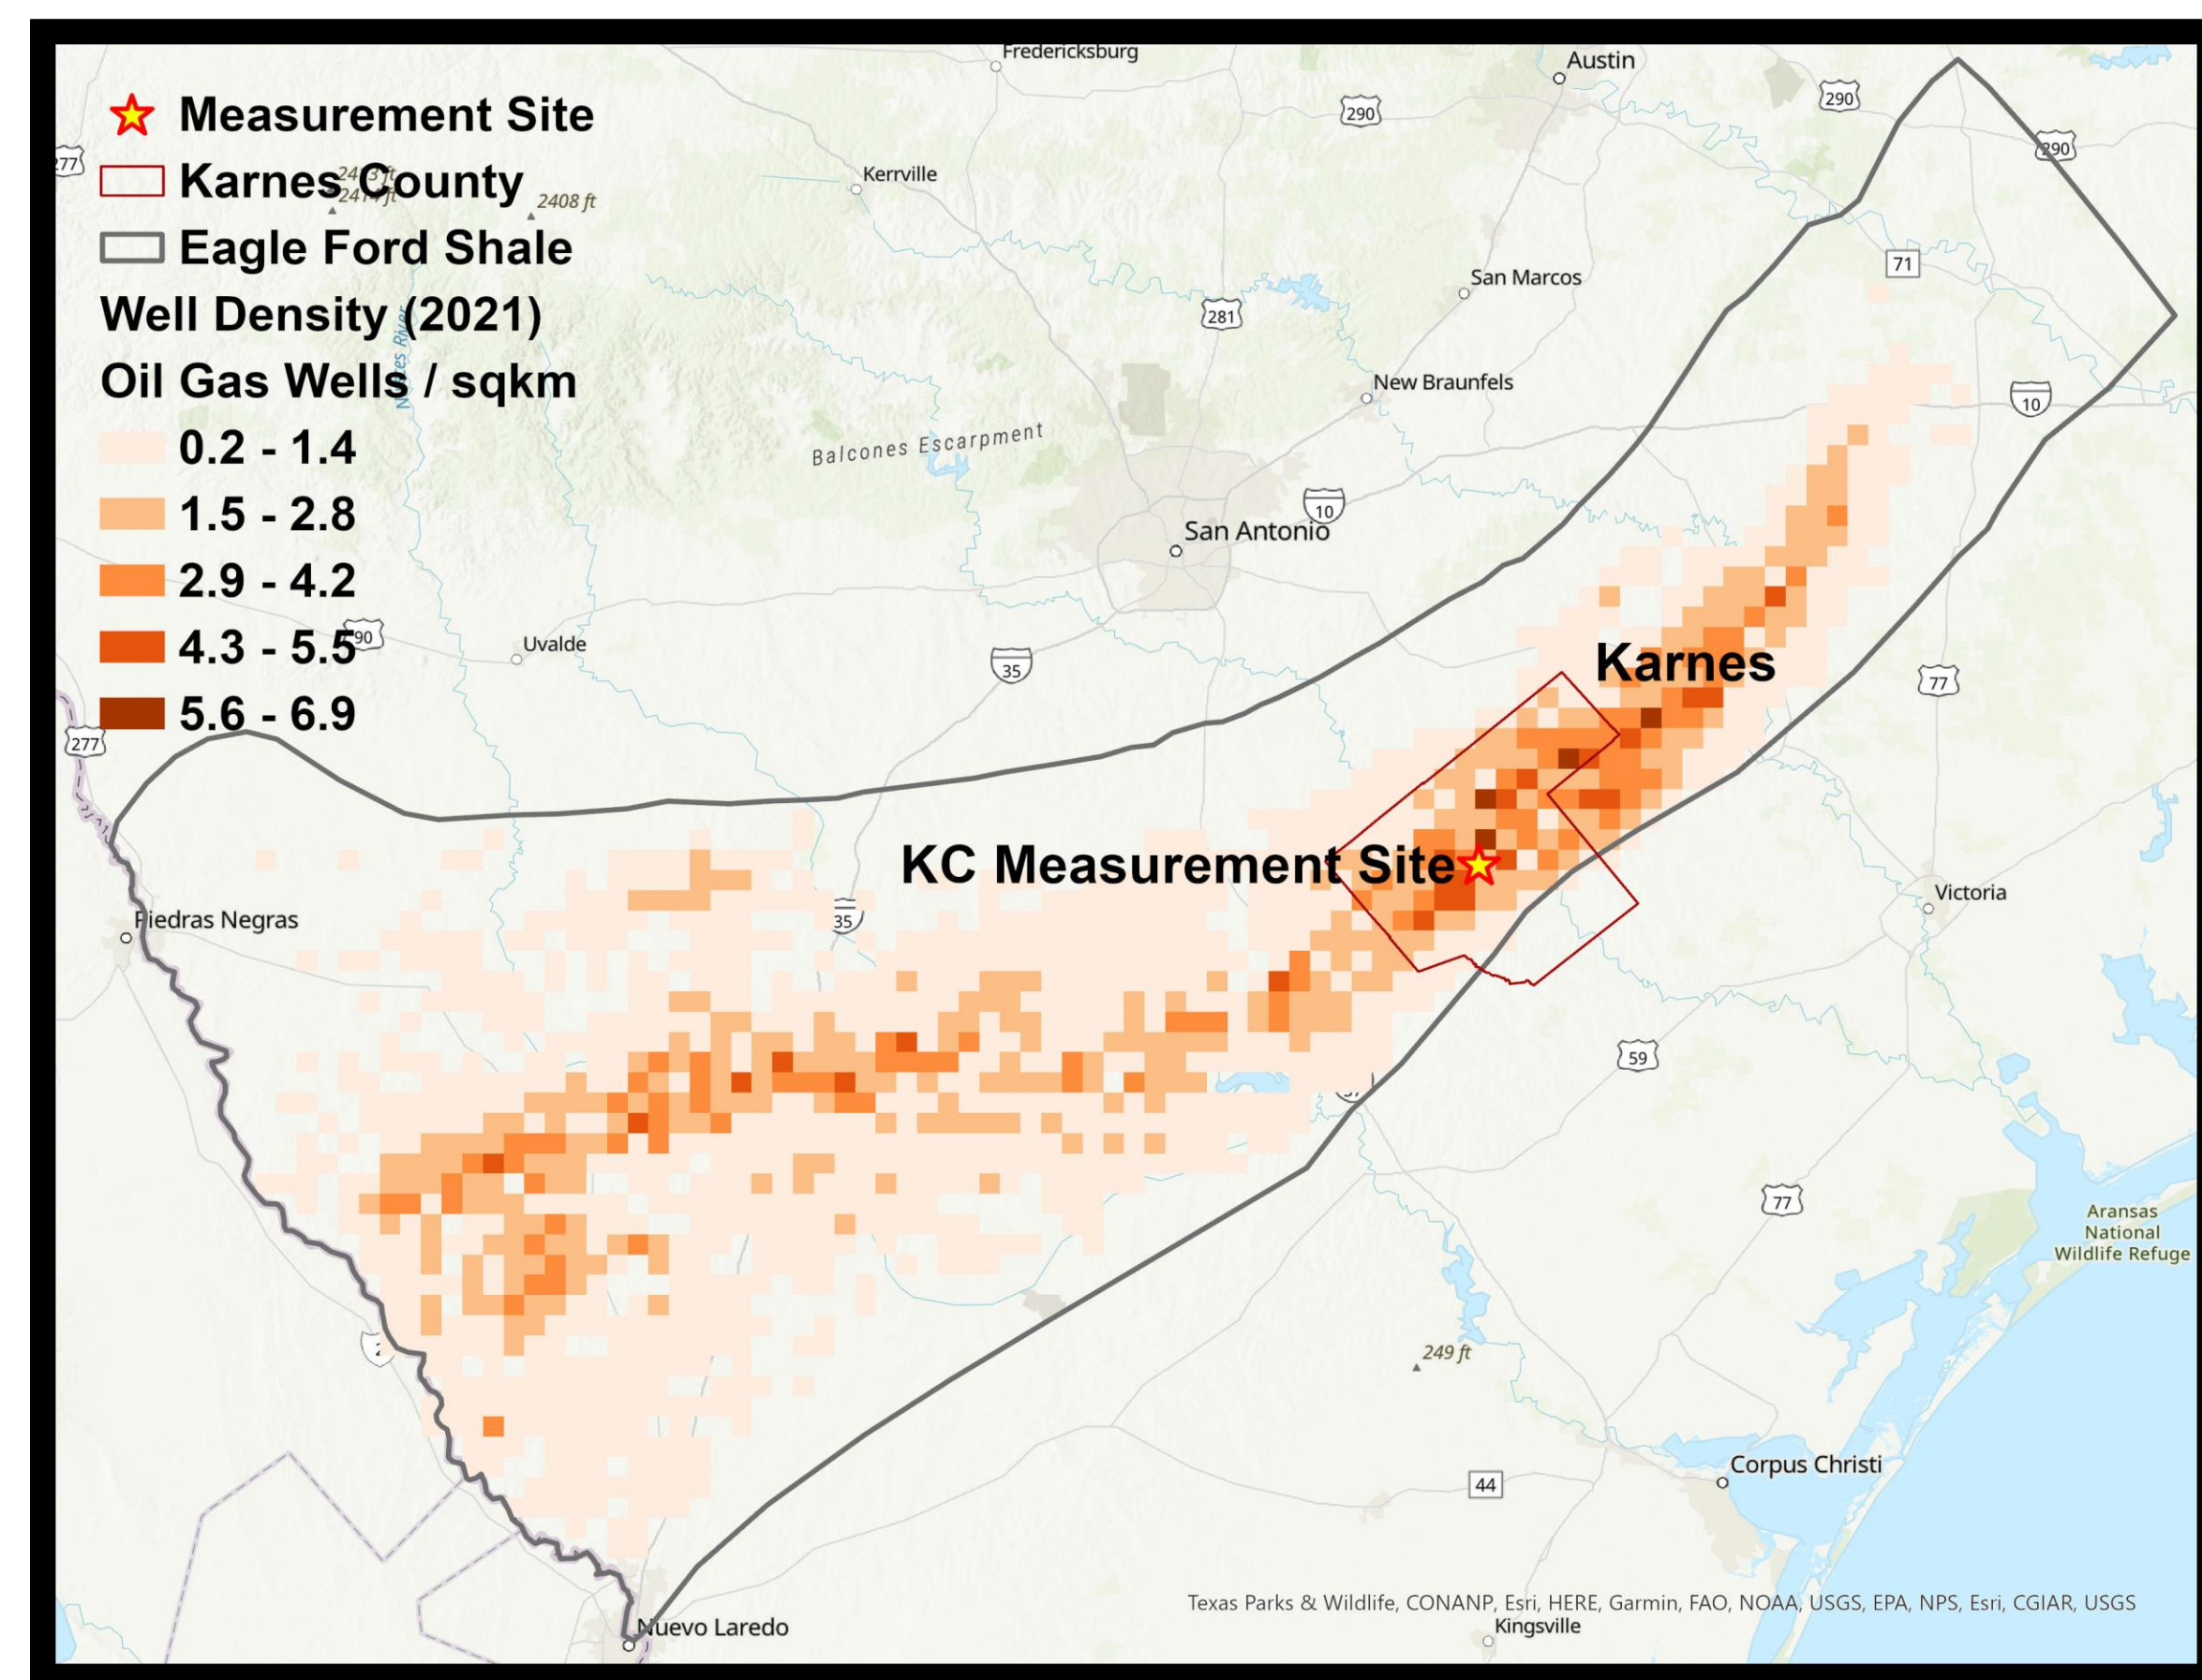 Fredericksburg
Austin
290
290
290
Measurement Site
277
Karnes County
2408 ft
Kerrville
Eagle Ford Shale
71
San Marcos
Well Density (2021)
281
Oil Gas Wells / sqkm
New Braunfels
10
Balcones Escarpment
0.2 - 1.4
1.5 - 2.8
10
San Antonio
2.9 - 4.2
4.3 - 5.5
90
Uvalde
35
Karnes
77
5.6 - 6.9
277
KC Measurement Site
Victoria
Piedras Negras
35
59
77
Aransas
National
Wildlife Refuge
249 ft
Corpus Christi
44
Texas Parks & Wildlife, CONANP, Esri, HERE, Garmin, FAO, NOAA, USGS, EPA, NPS, Esri, CGIAR, USGS
Nuevo Laredo
Kingsville